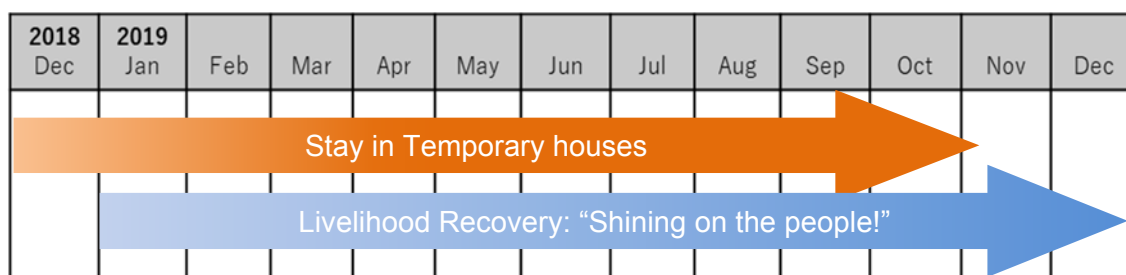 2018 2019
Dec Jan Feb Mar Apr May Jun Jul Aug Sep Oct Nov Dec
Stay in Temporary houses
Livelihood Recovery: “Shining on the people!”